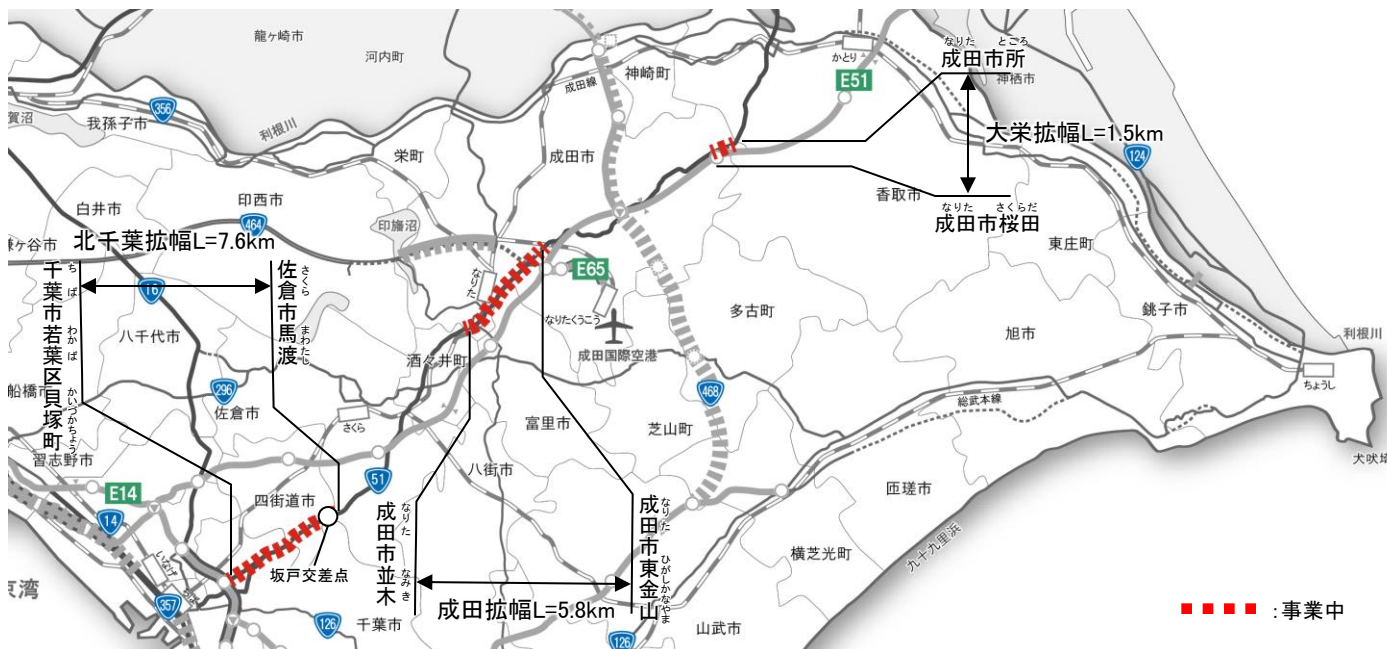 龍ヶ崎市
河内町
神崎町
成田線
かとり
E51
なりた ところ
成田市所
神栖市
356
賀沼
我孫子市
利根川
栄町
成田市
大栄拡幅L=1.5km
124
香取市
なりた さくらだ
成田市桜田
白井市
印西市
464
印旛沼
東庄町
鎌ヶ谷市
北千葉拡幅L=7.6km
E65
なりた
なりたくうこう
成田国際空港
多古町
旭市
銚子市
利根川
ちょうし
犬吠埼
16
八千代市
千葉市若葉区貝塚町
ちば わかば かいづかちょう
佐倉市馬渡
さくら まわたし
酒々井町
船橋市
296
佐倉市
さくら
富里市
芝山町
468
総武本線
習志野市
E14
14
四街道市
51
八街市
匝瑳市
横芝光町
九十九里浜
成田市並木
なりた なみき
成田市東金山
なりた ひがしかなやま
いなげ
ちば
坂戸交差点
京湾
357
126
千葉市
成田拡幅L=5.8km
126
山武市
:事業中